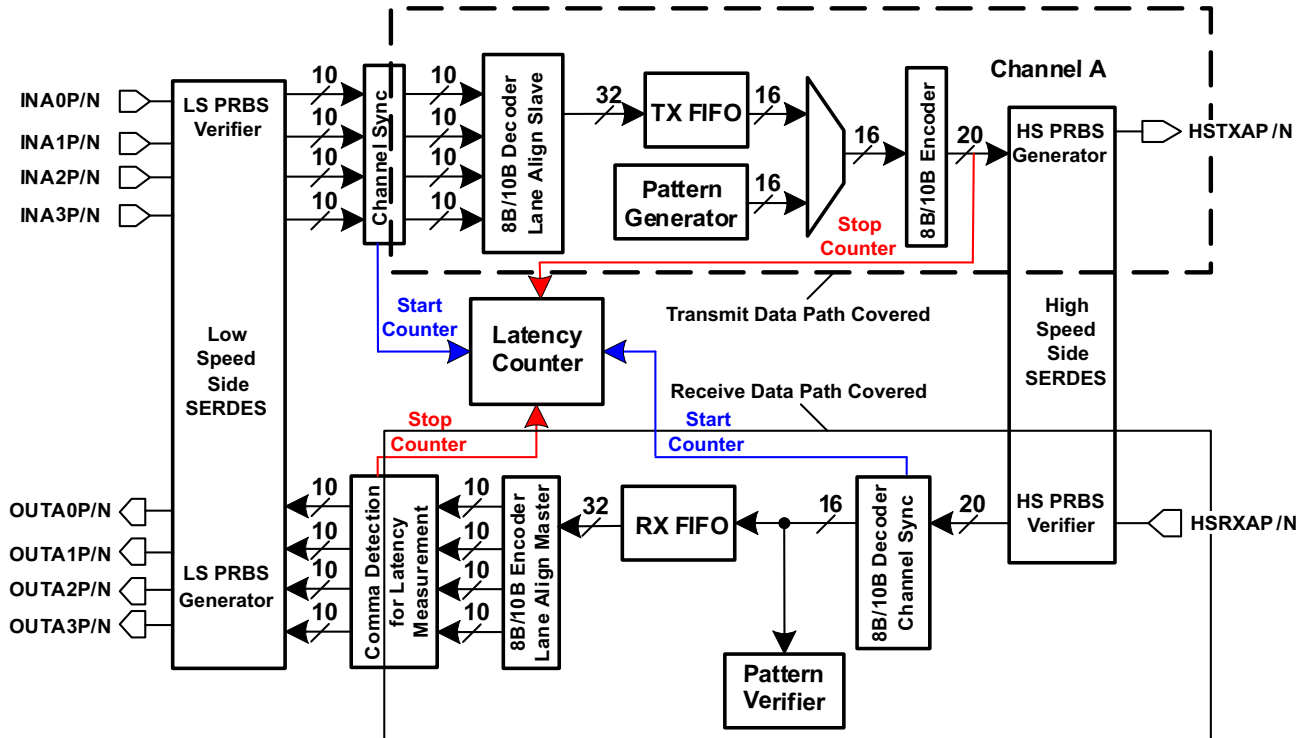 Channel A
INA0P/N
INA1P/N
INA2P/N
INA3P/N
LS PRBS
Verifier
10
10
10
10
Channel Sync
10
10
10
10
8B/10B Decoder
Lane Align Slave
32
TX FIFO
16
Pattern
Generator
16
16
8B/10B Encoder
20
HS PRBS
Generator
HSTXAP/N
Stop
Counter
Start
Counter
Latency
Counter
Transmit Data Path Covered
Low
Speed
Side
SERDES
High
Speed
Side
SERDES
Receive Data Path Covered
Stop
Counter
Start
Counter
OUTA0P/N
OUTA1P/N
OUTA2P/N
OUTA3P/N
LS PRBS
Generator
10
10
10
10
Comma Detection
for Latency
Measurement
10
10
10
10
8B/10B Encoder
Lane Align Master
32
RX FIFO
16
8B/10B Decoder
Channel Sync
20
HS PRBS
Verifier
HSRXAP/N
Pattern
Verifier